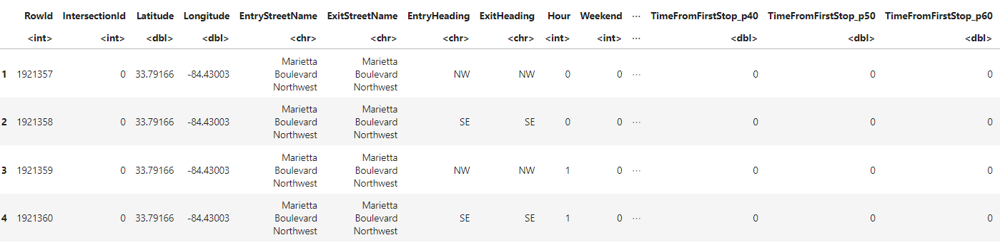 RowId IntersectionId Latitude Longitude EntryStreetName ExitStreetName EntryHeading ExitHeading Hour Weekend ⋯ TimeFromFirstStop_p40 TimeFromFirstStop_p50 TimeFromFirstStop_p60
<int> <int> <dbl> <dbl> <chr> <chr> <chr> <chr> <int> <int> ⋯ <dbl> <dbl> <dbl>
Marietta Marietta
1 1921357 0 33.79166 -84.43003 Boulevard Boulevard NW NW 0 0 ⋯ 0 0 0
Northwest Northwest
Marietta Marietta
2 1921358 0 33.79166 -84.43003 Boulevard Boulevard SE SE 0 0 ⋯ 0 0 0
Northwest Northwest
Marietta Marietta
3 1921359 0 33.79166 -84.43003 Boulevard Boulevard NW NW 1 0 ⋯ 0 0 0
Northwest Northwest
Marietta Marietta
4 1921360 0 33.79166 -84.43003 Boulevard Boulevard SE SE 1 0 ⋯ 0 0 0
Northwest Northwest